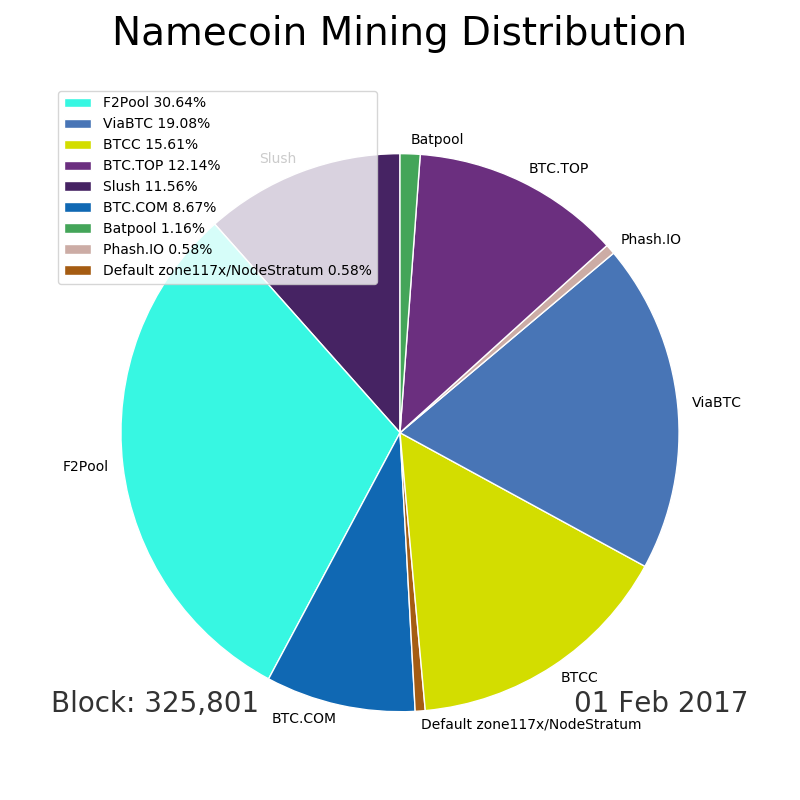 Namecoin Mining Distribution
F2Pool 30.64%
ViaBTC 19.08%
BTCC 15.61%
BTC.TOP 12.14%
Slush 11.56%
BTC.COM 8.67%
Batpool 1.16%
Phash.IO 0.58%
Default zone117x/NodeStratum 0.58%
Batpool
Slush
BTC.TOP
Phash.IO
ViaBTC
F2Pool
BTCC
Block: 325,801
01 Feb 2017
BTC.COM
Default zone117x/NodeStratum